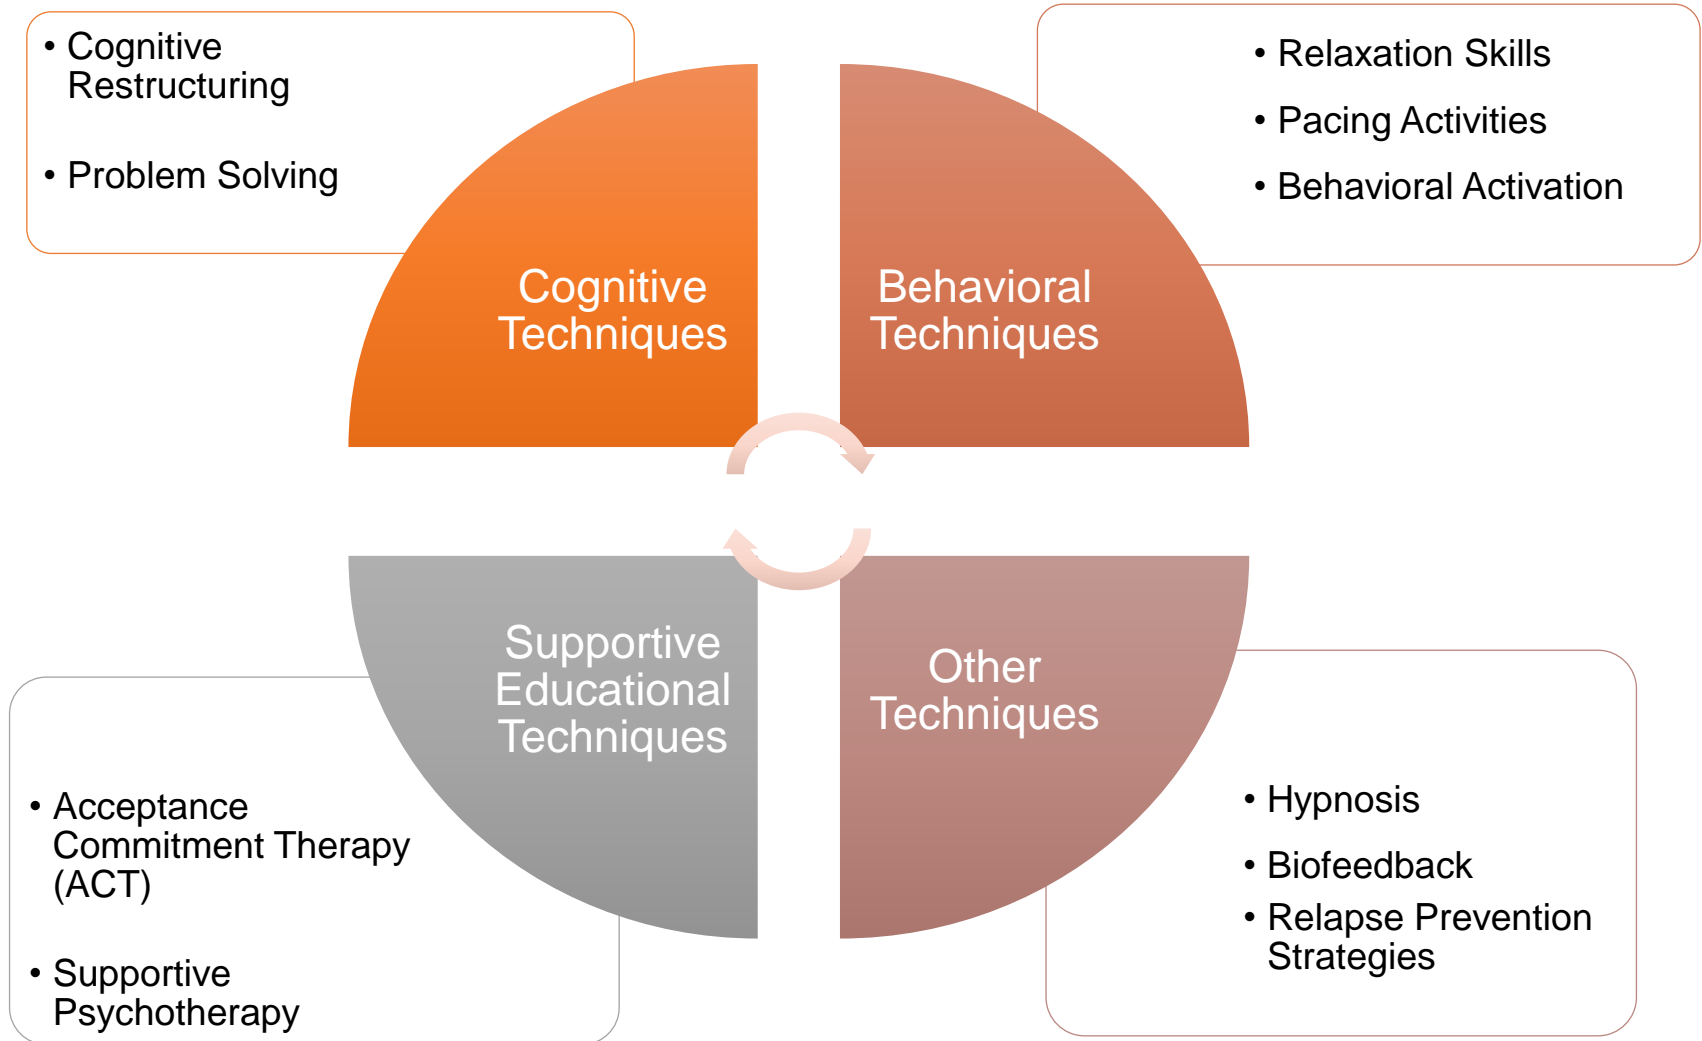 • Cognitive
Restructuring
• Problem Solving
Cognitive
Techniques
• Relaxation Skills
• Pacing Activities
• Behavioral Activation
Behavioral
Techniques
Supportive
Educational
Techniques
• Acceptance
Commitment Therapy
(ACT)
• Supportive
Psychotherapy
Other
Techniques
• Hypnosis
• Biofeedback
• Relapse Prevention
Strategies